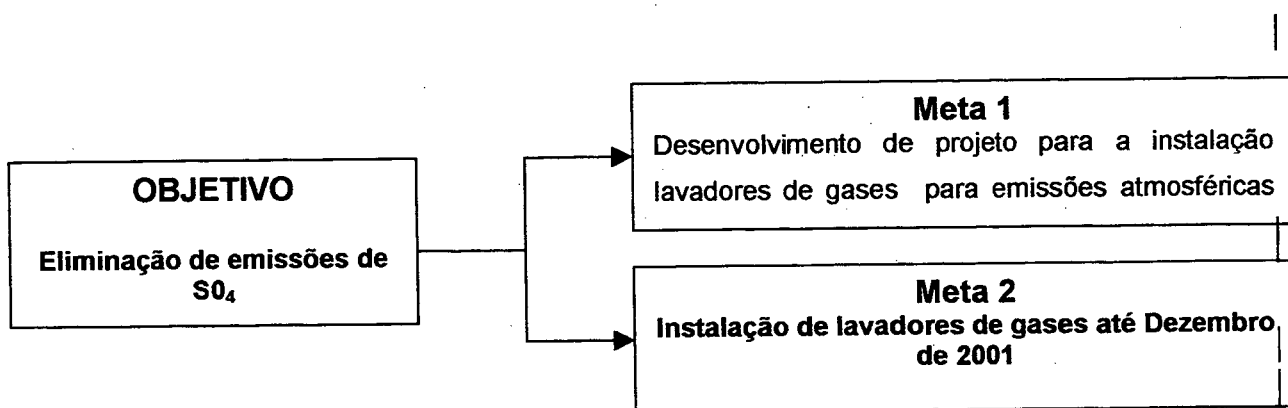 OBJETIVO
Eliminação de emissões de
S0₄
Meta 1
Desenvolvimento de projeto para a instalação
lavadores de gases para emissões atmosféricas
Meta 2
Instalação de lavadores de gases até Dezembro
de 2001